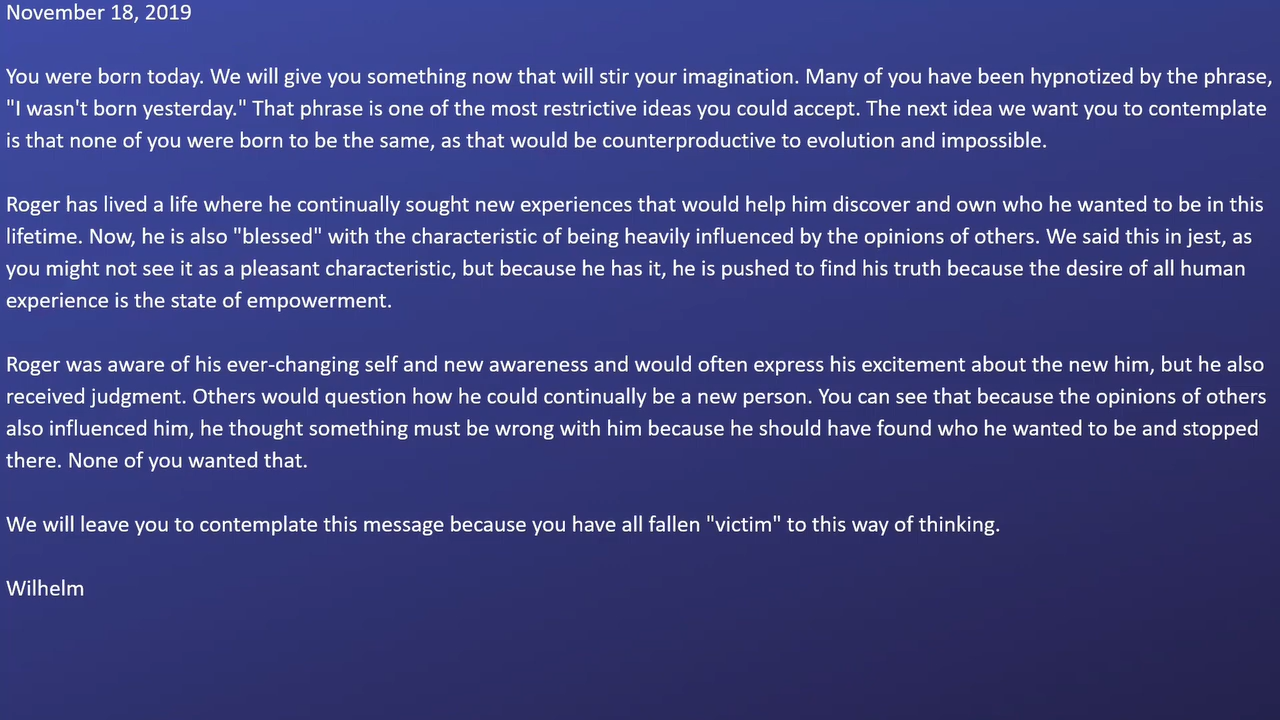 November 18, 2019
You were born today. We will give you something now that will stir your imagination. Many of you have been hypnotized by the phrase,
"I wasn't born yesterday." That phrase is one of the most restrictive ideas you could accept. The next idea we want you to contemplate
is that none of you were born to be the same, as that would be counterproductive to evolution and impossible.
Roger has lived a life where he continually sought new experiences that would help him discover and own who he wanted to be in this
lifetime. Now, he is also "blessed" with the characteristic of being heavily influenced by the opinions of others. We said this in jest, as
you might not see it as a pleasant characteristic, but because he has it, he is pushed to find his truth because the desire of all human
experience is the state of empowerment.
Roger was aware of his ever-changing self and new awareness and would often express his excitement about the new him, but he also
received judgment. Others would question how he could continually be a new person. You can see that because the opinions of others
also influenced him, he thought something must be wrong with him because he should have found who he wanted to be and stopped
there. None of you wanted that.
We will leave you to contemplate this message because you have all fallen "victim" to this way of thinking.
Wilhelm